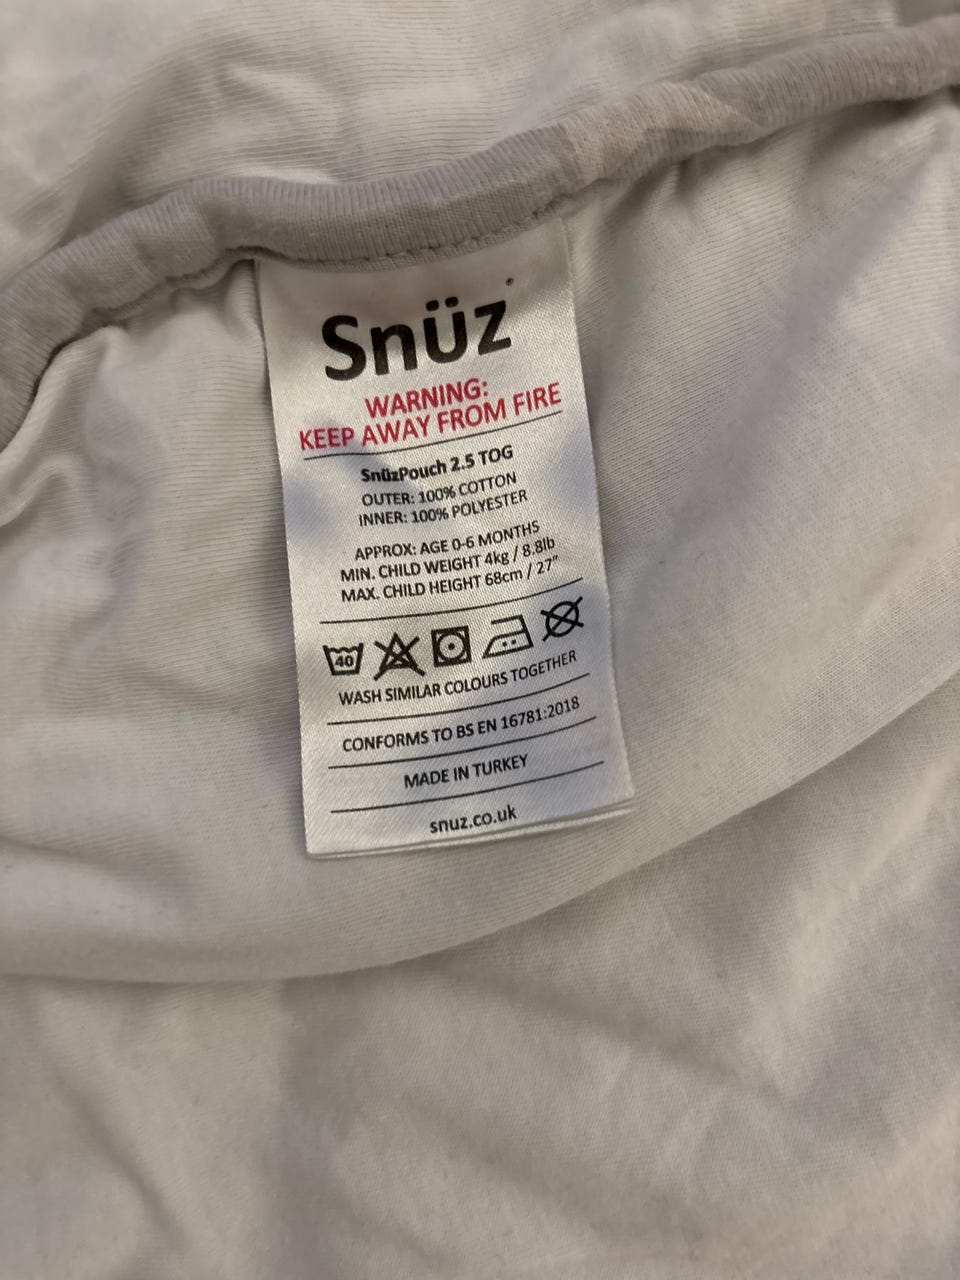 Snüz
WARNING:
KEEP AWAY FROM FIRE
SnüzPouch 2.5 TOG
OUTER: 100% COTTON
INNER: 100% POLYESTER
APPROX: AGE 0-6 MONTHS
MIN. CHILD WEIGHT 4kg / 8.8lb
MAX. CHILD HEIGHT 68cm / 27"
40
WASH SIMILAR COLOURS TOGETHER
CONFORMS TO BS EN 16781:2018
MADE IN TURKEY
snuz.co.uk